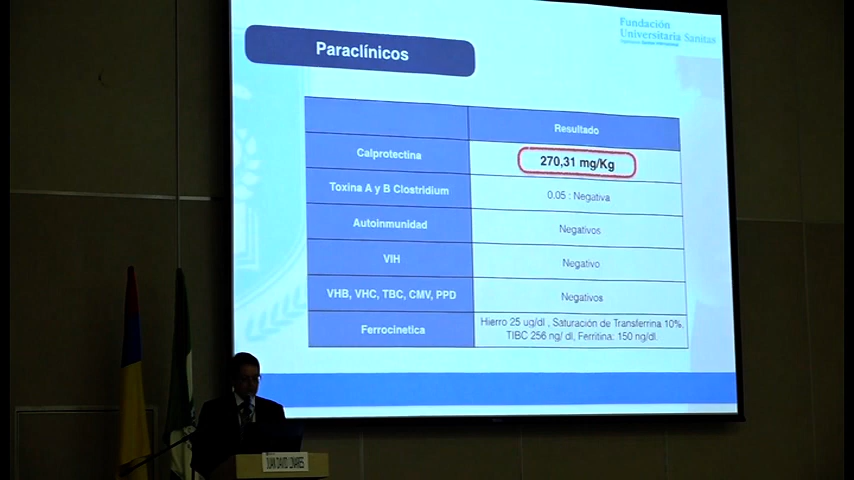 Fundación
Universitaria Sanitas
Paraclínicos
Resultado
Calprotectina
270,31 mg/Kg
Toxina A y B Clostridium
0.05 : Negativa
Autoinmunidad
Negativos
VIH
Negativo
VHB, VHC, TBC, CMV, PPD
Negativos
Ferrocinetica
Hierro 25 ug/dl , Saturación de Transferrina 10%,
TIBC 256 ng/ dl, Ferritina: 150 ng/dl.
JUAN DAVID LINARES